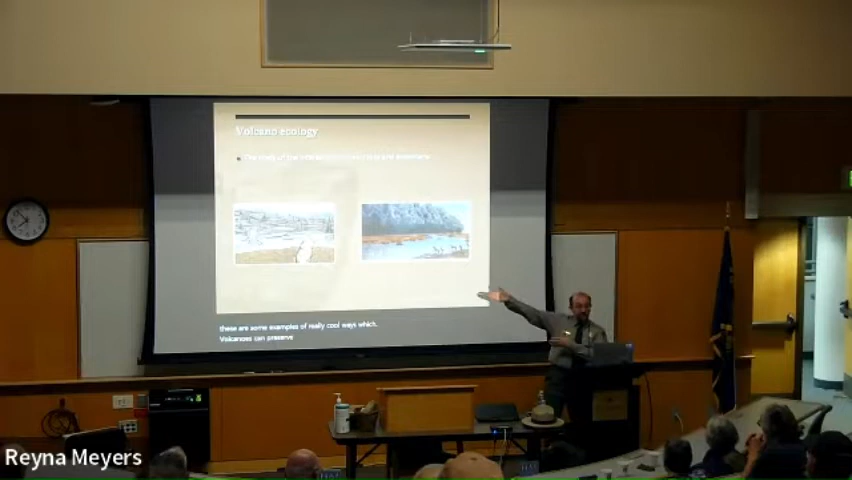 Volcano ecology
these are some examples of really cool ways which.
Volcanoes can preserve
Reyna Meyers